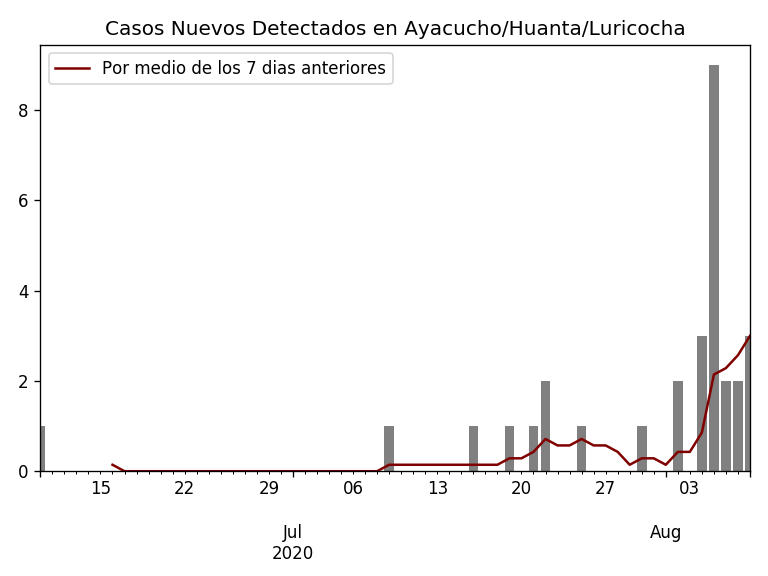 Casos Nuevos Detectados en Ayacucho/Huanta/Luricocha
Por medio de los 7 dias anteriores
8
6
4
2
0
15 22 29 06 13 20 27 03
Jul Aug
2020